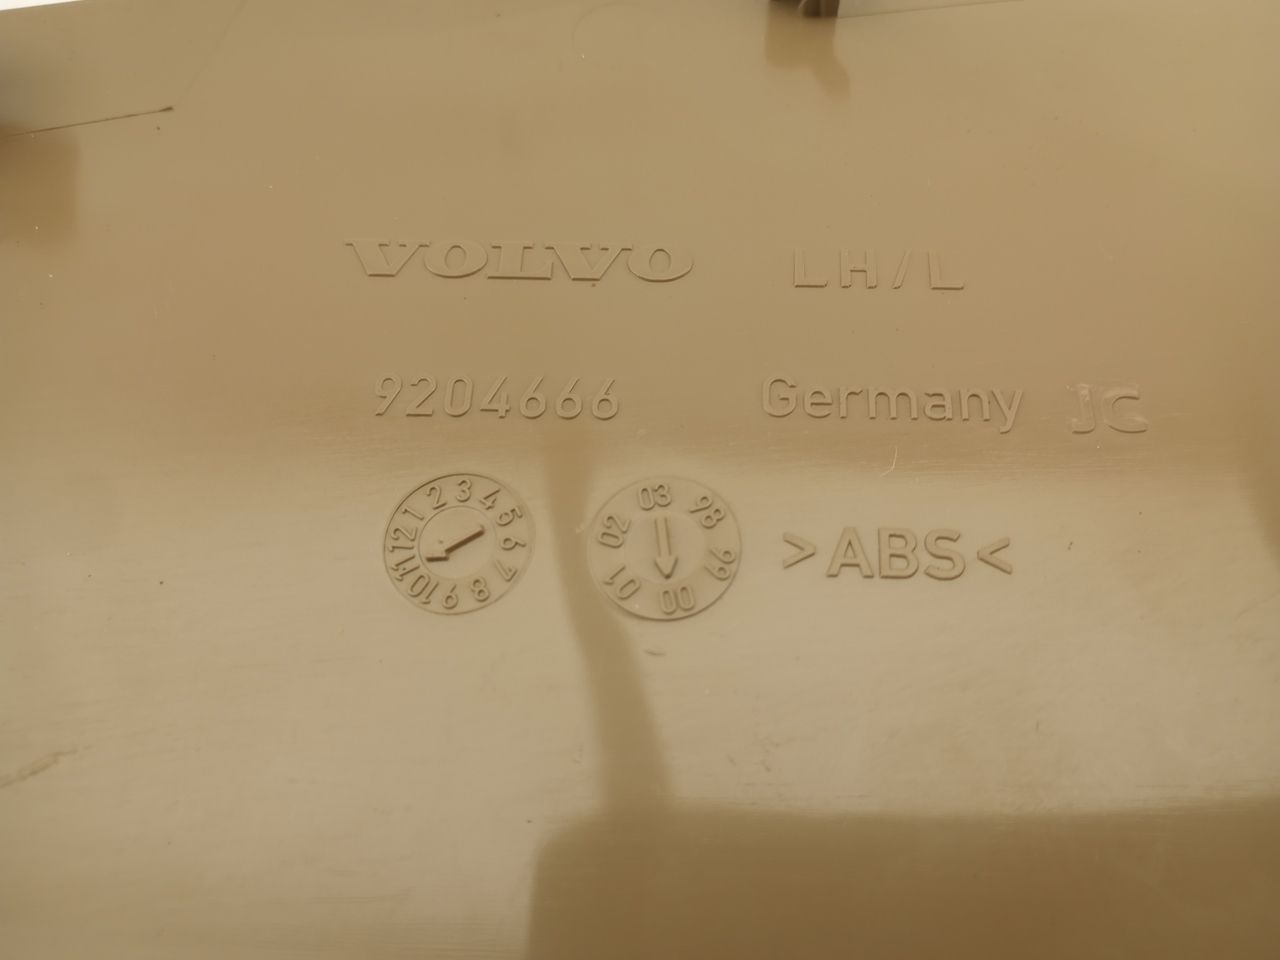 VOLVO LH/L
9204666 Germany JC
1 2 3 4 5 6 7 8 9 10 11 12
98 99 00 01 02 03
>ABS<